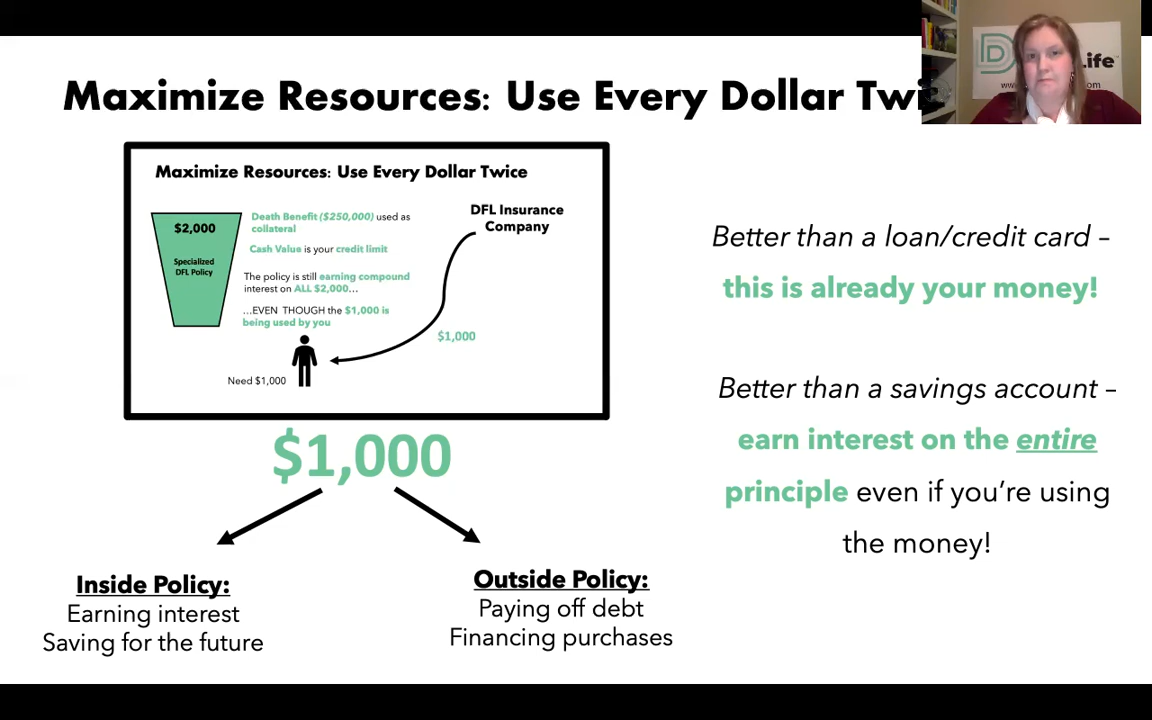 Maximize Resources: Use Every Dollar Twi
Life™
Maximize Resources: Use Every Dollar Twice
$2,000
Specialized
DFL Policy
Death Benefit ($250,000) used as
collateral
Cash Value is your credit limit
The policy is still earning compound
interest on ALL $2,000…
…EVEN THOUGH the $1,000 is
being used by you
DFL Insurance
Company
$1,000
Need $1,000
$1,000
Inside Policy:
Earning interest
Saving for the future
Outside Policy:
Paying off debt
Financing purchases
Better than a loan/credit card –
this is already your money!
Better than a savings account –
earn interest on the entire
principle even if you're using
the money!